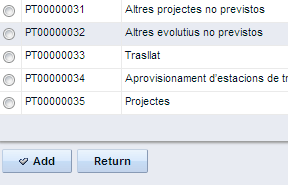 PT00000031 Altres projectes no previstos
PT00000032 Altres evolutius no previstos
PT00000033 Trasllat
PT00000034 Aprovisionament d'estacions de
PT00000035 Projectes
Add Return